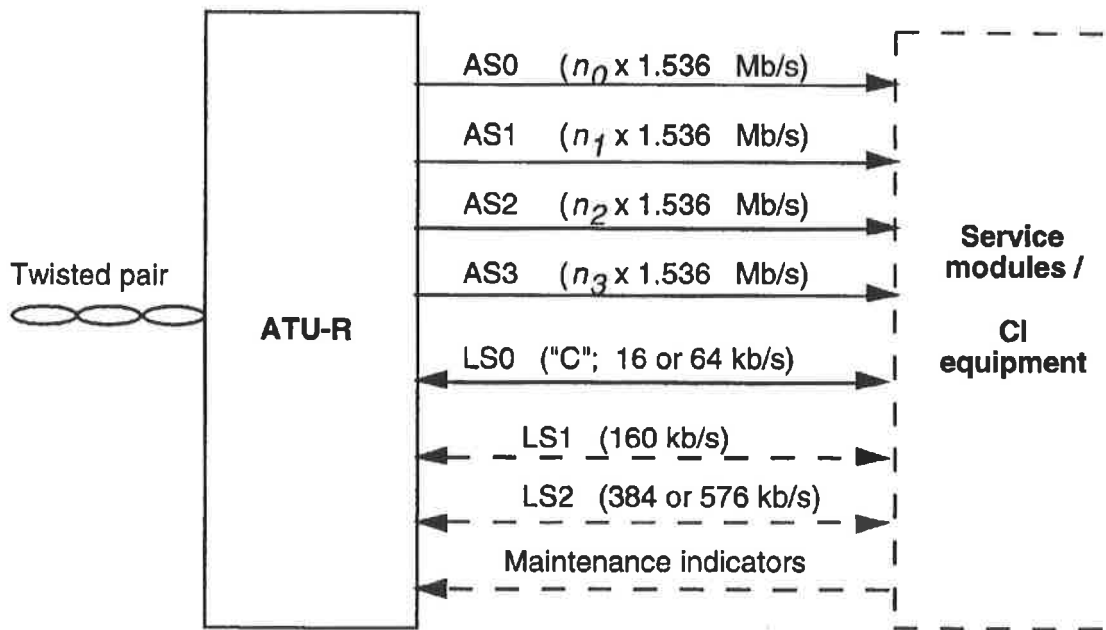 AS0 (n0 x 1.536 Mb/s)
AS1 (n1 x 1.536 Mb/s)
AS2 (n2 x 1.536 Mb/s)
AS3 (n3 x 1.536 Mb/s)
Twisted pair
ATU-R
LS0 ("C"; 16 or 64 kb/s)
LS1 (160 kb/s)
LS2 (384 or 576 kb/s)
Maintenance indicators
Service
modules /
CI
equipment